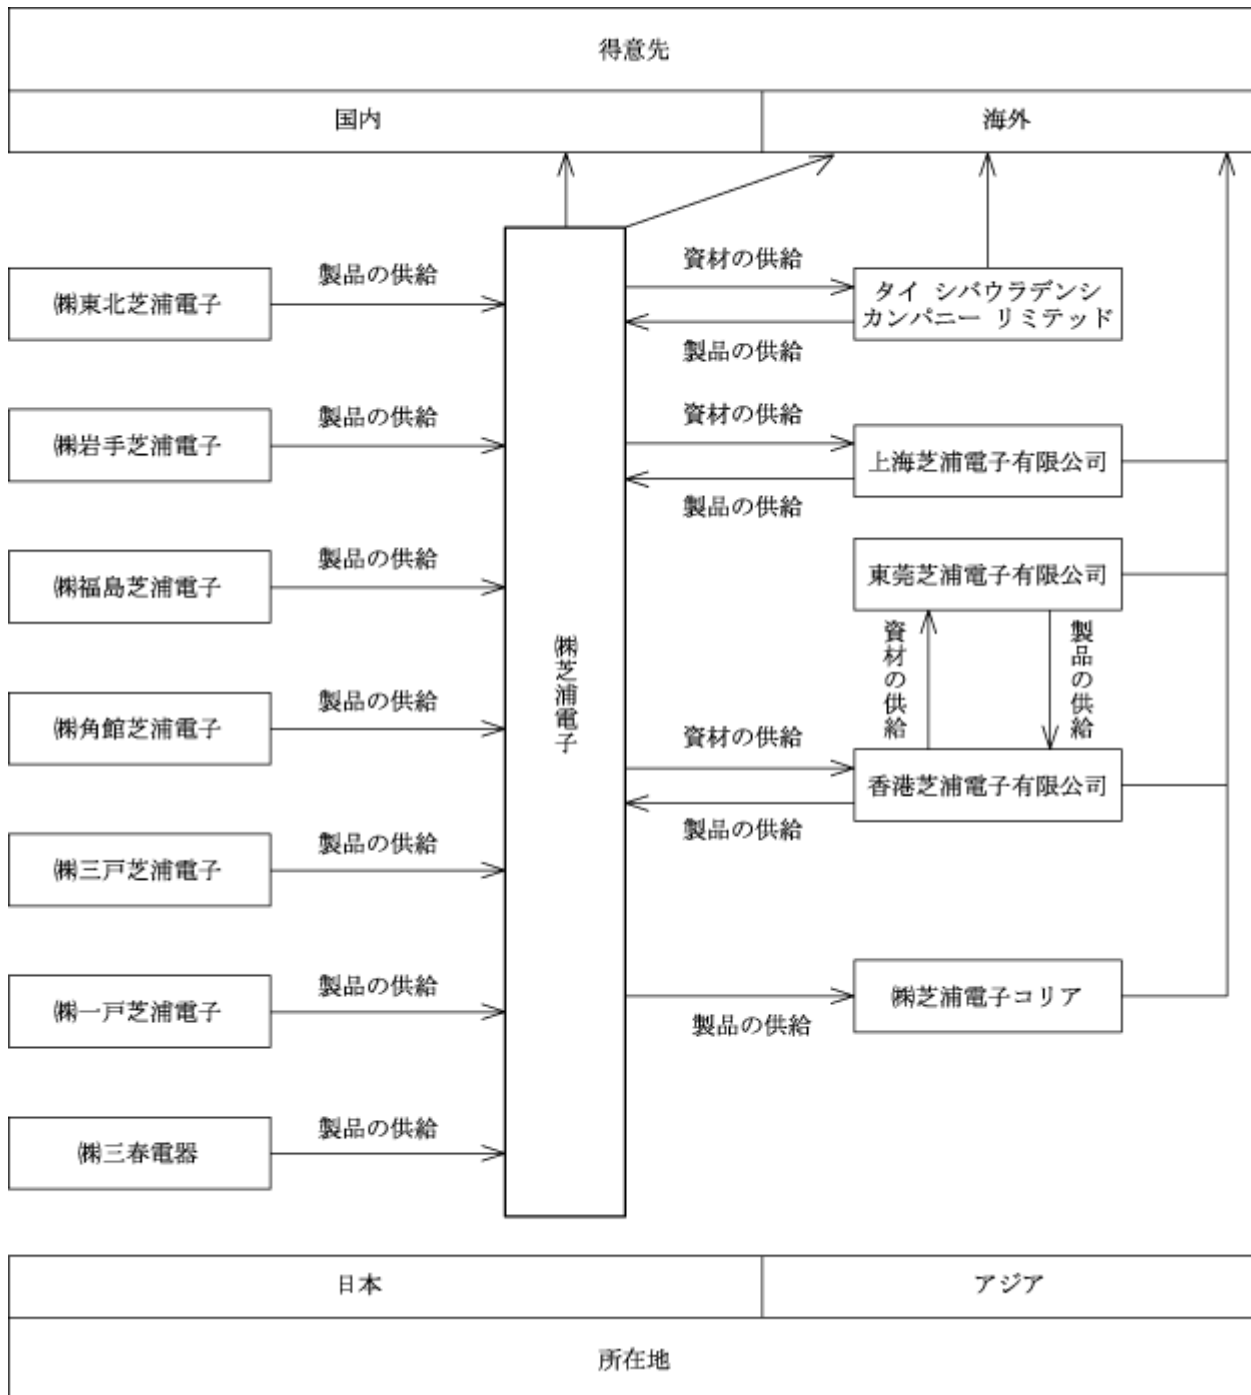 得意先
国内
海外
製品の供給
㈱東北芝浦電子
資材の供給
タイ シバウラデンシ
カンパニー リミテッド
製品の供給
製品の供給
㈱岩手芝浦電子
資材の供給
上海芝浦電子有限公司
製品の供給
製品の供給
㈱福島芝浦電子
東莞芝浦電子有限公司
資材の供給
製品の供給
㈱芝浦電子
製品の供給
㈱角館芝浦電子
資材の供給
香港芝浦電子有限公司
製品の供給
製品の供給
㈱三戸芝浦電子
製品の供給
㈱一戸芝浦電子
㈱芝浦電子コリア
製品の供給
製品の供給
㈱三春電器
日本
アジア
所在地